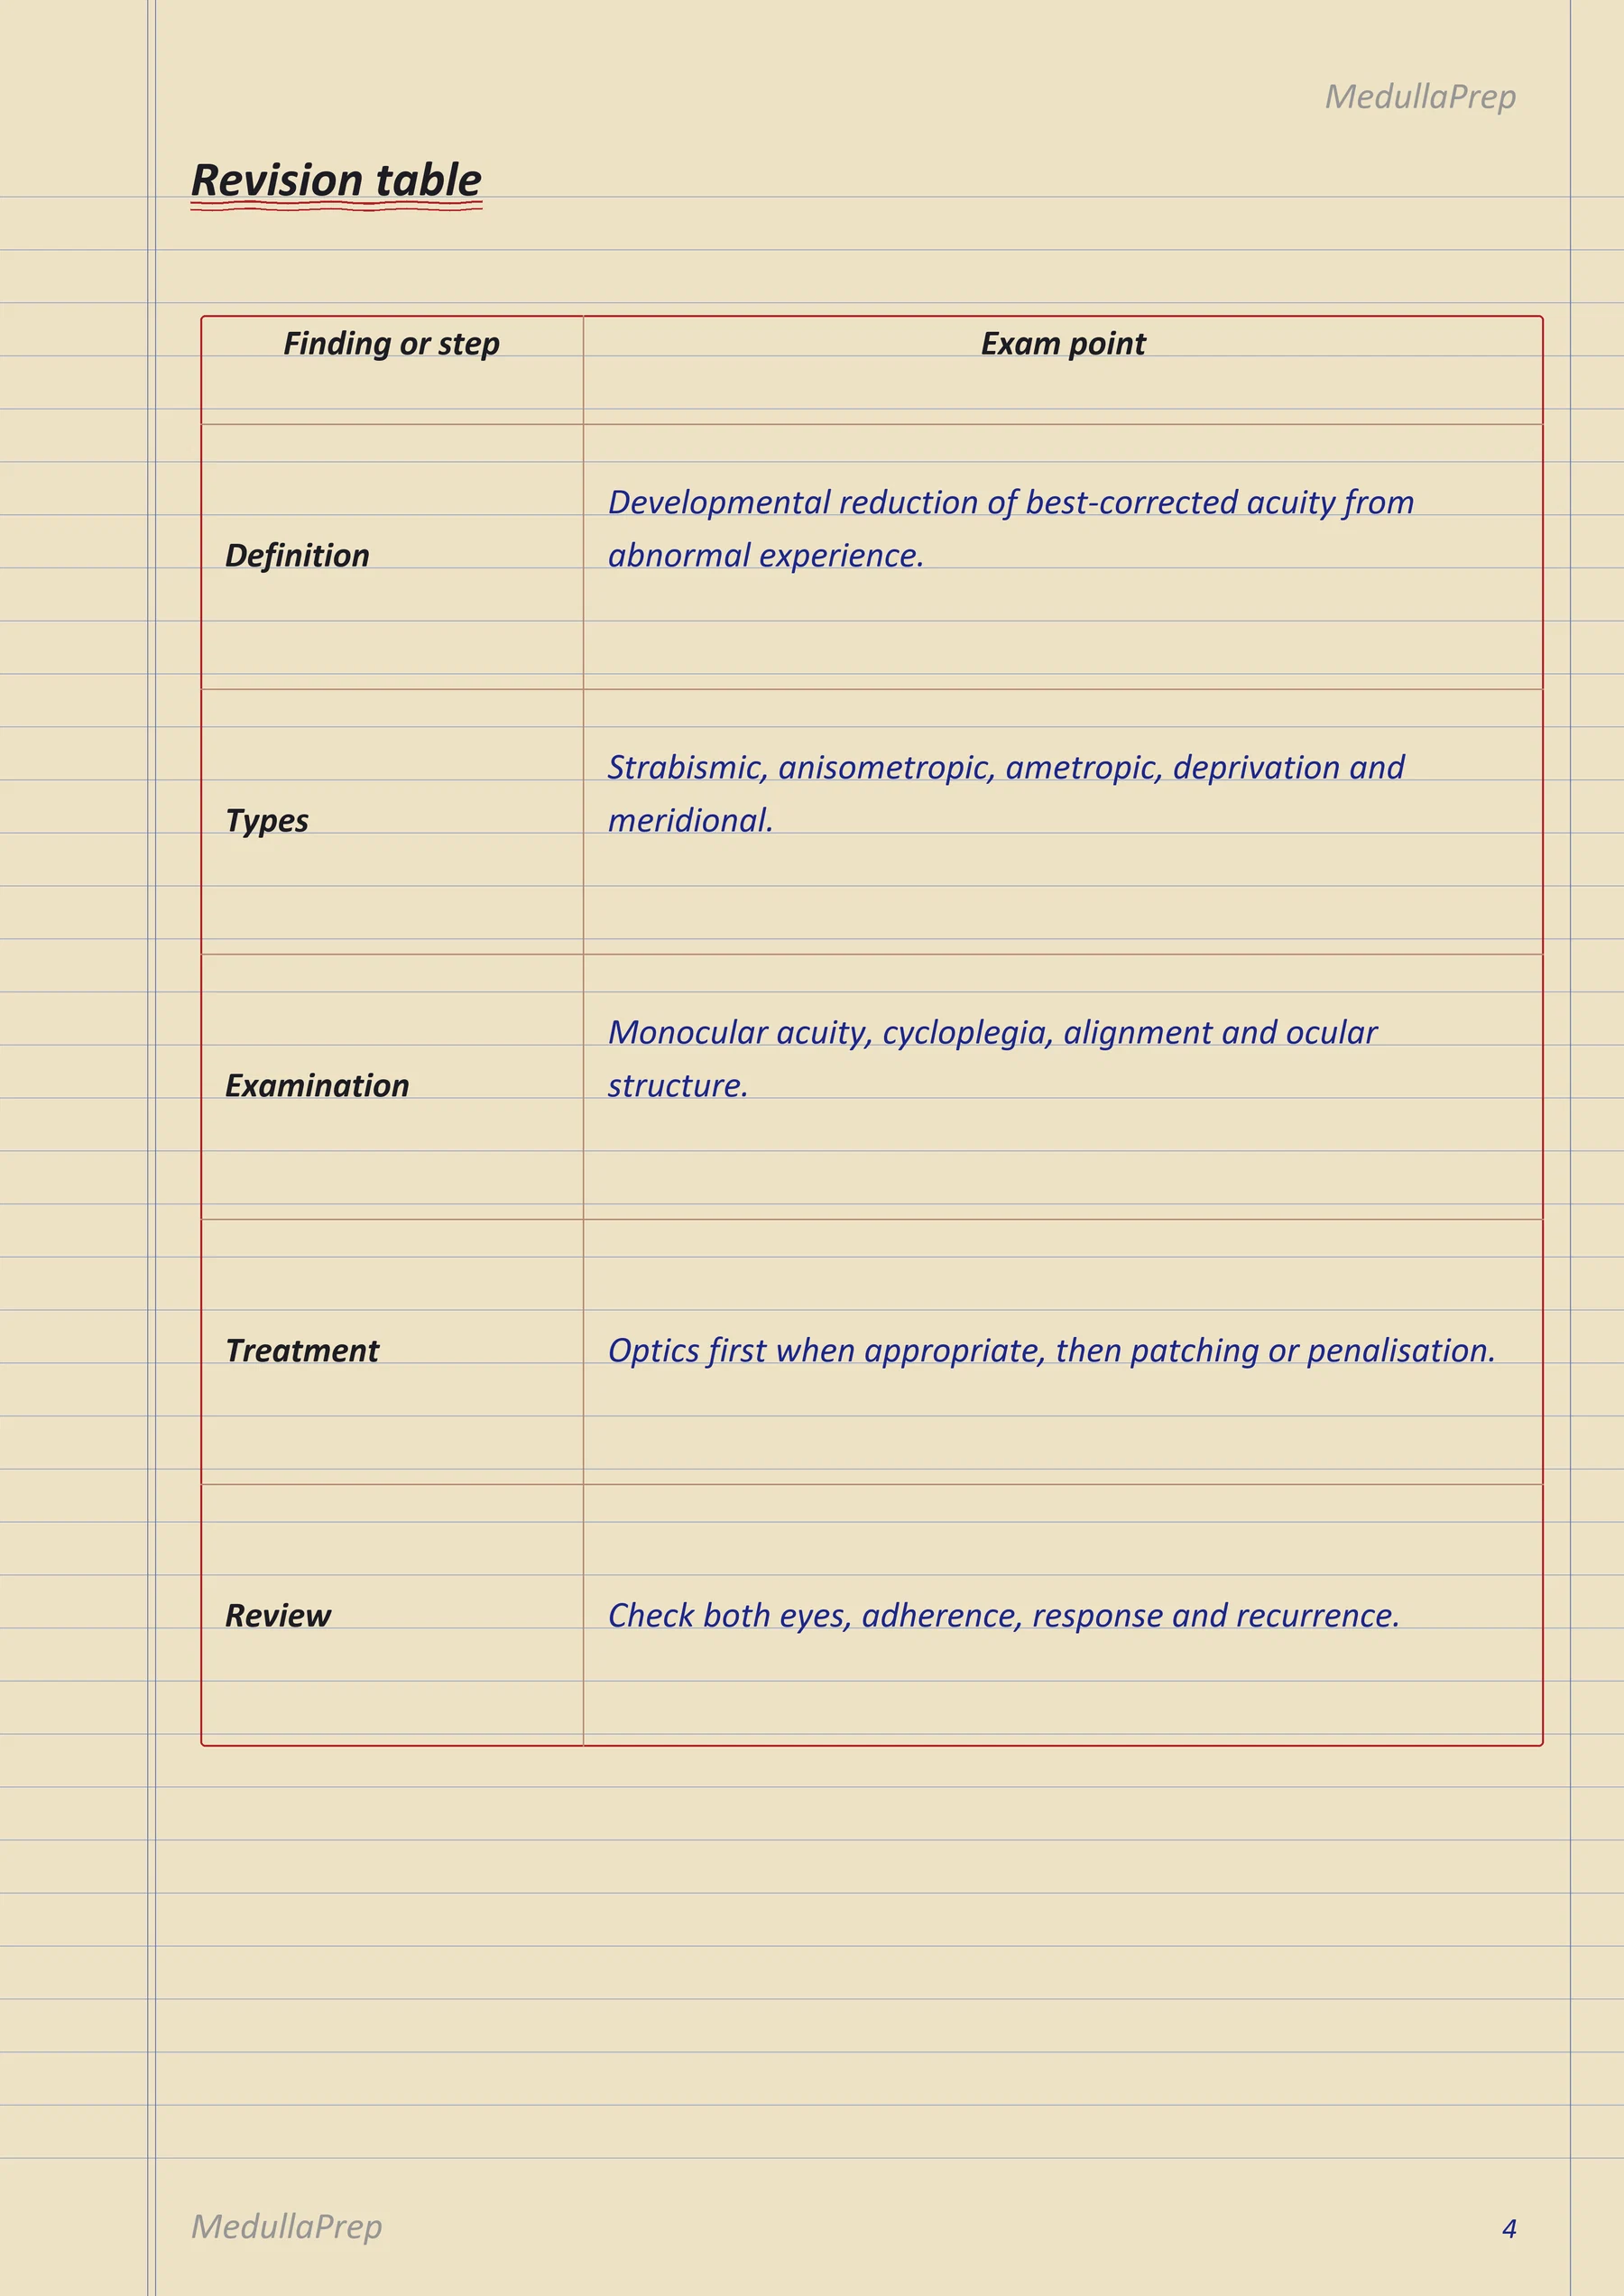 MedullaPrep
Revision table
Finding or step
Exam point
Definition
Developmental reduction of best-corrected acuity from
abnormal experience.
Types
Strabismic, anisometropic, ametropic, deprivation and
meridional.
Examination
Monocular acuity, cycloplegia, alignment and ocular
structure.
Treatment
Optics first when appropriate, then patching or penalisation.
Review
Check both eyes, adherence, response and recurrence.
MedullaPrep
4